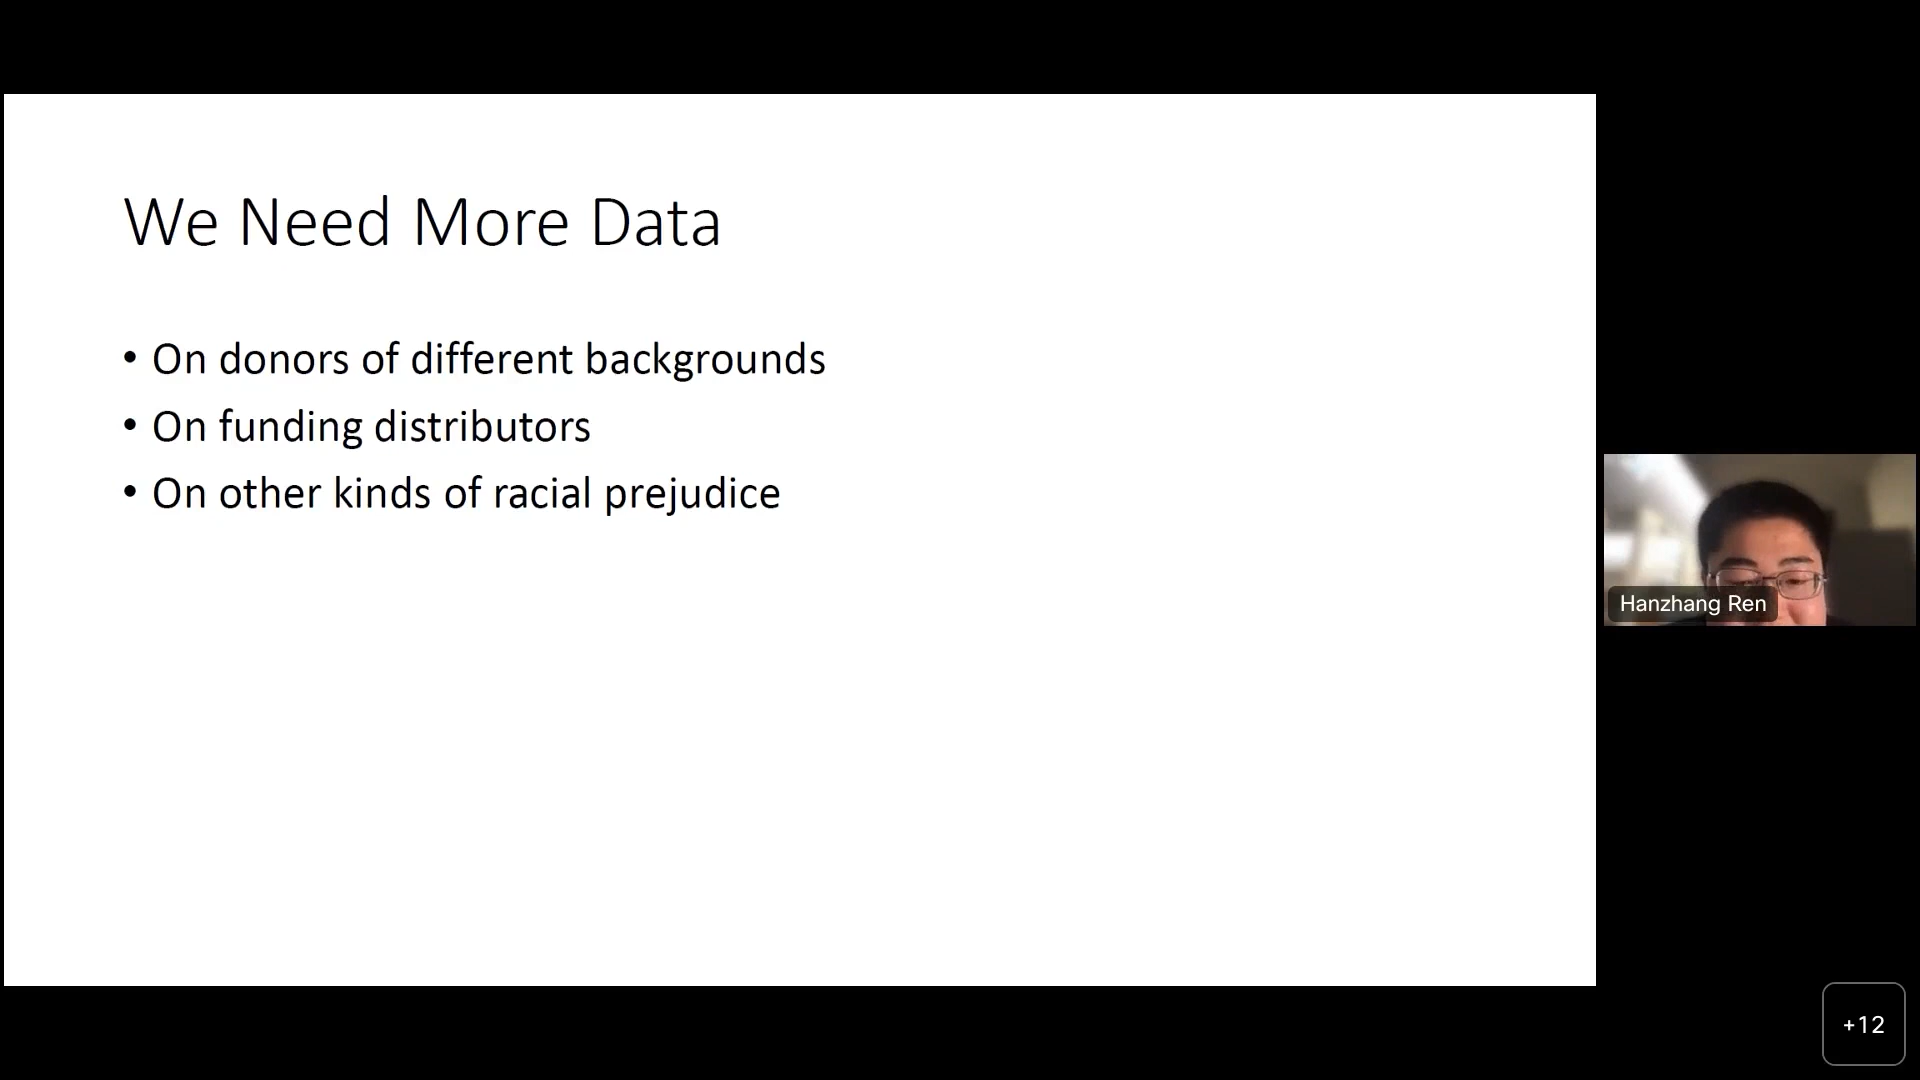 We Need More Data
• On donors of different backgrounds
• On funding distributors
• On other kinds of racial prejudice
Hanzhang Ren
+12